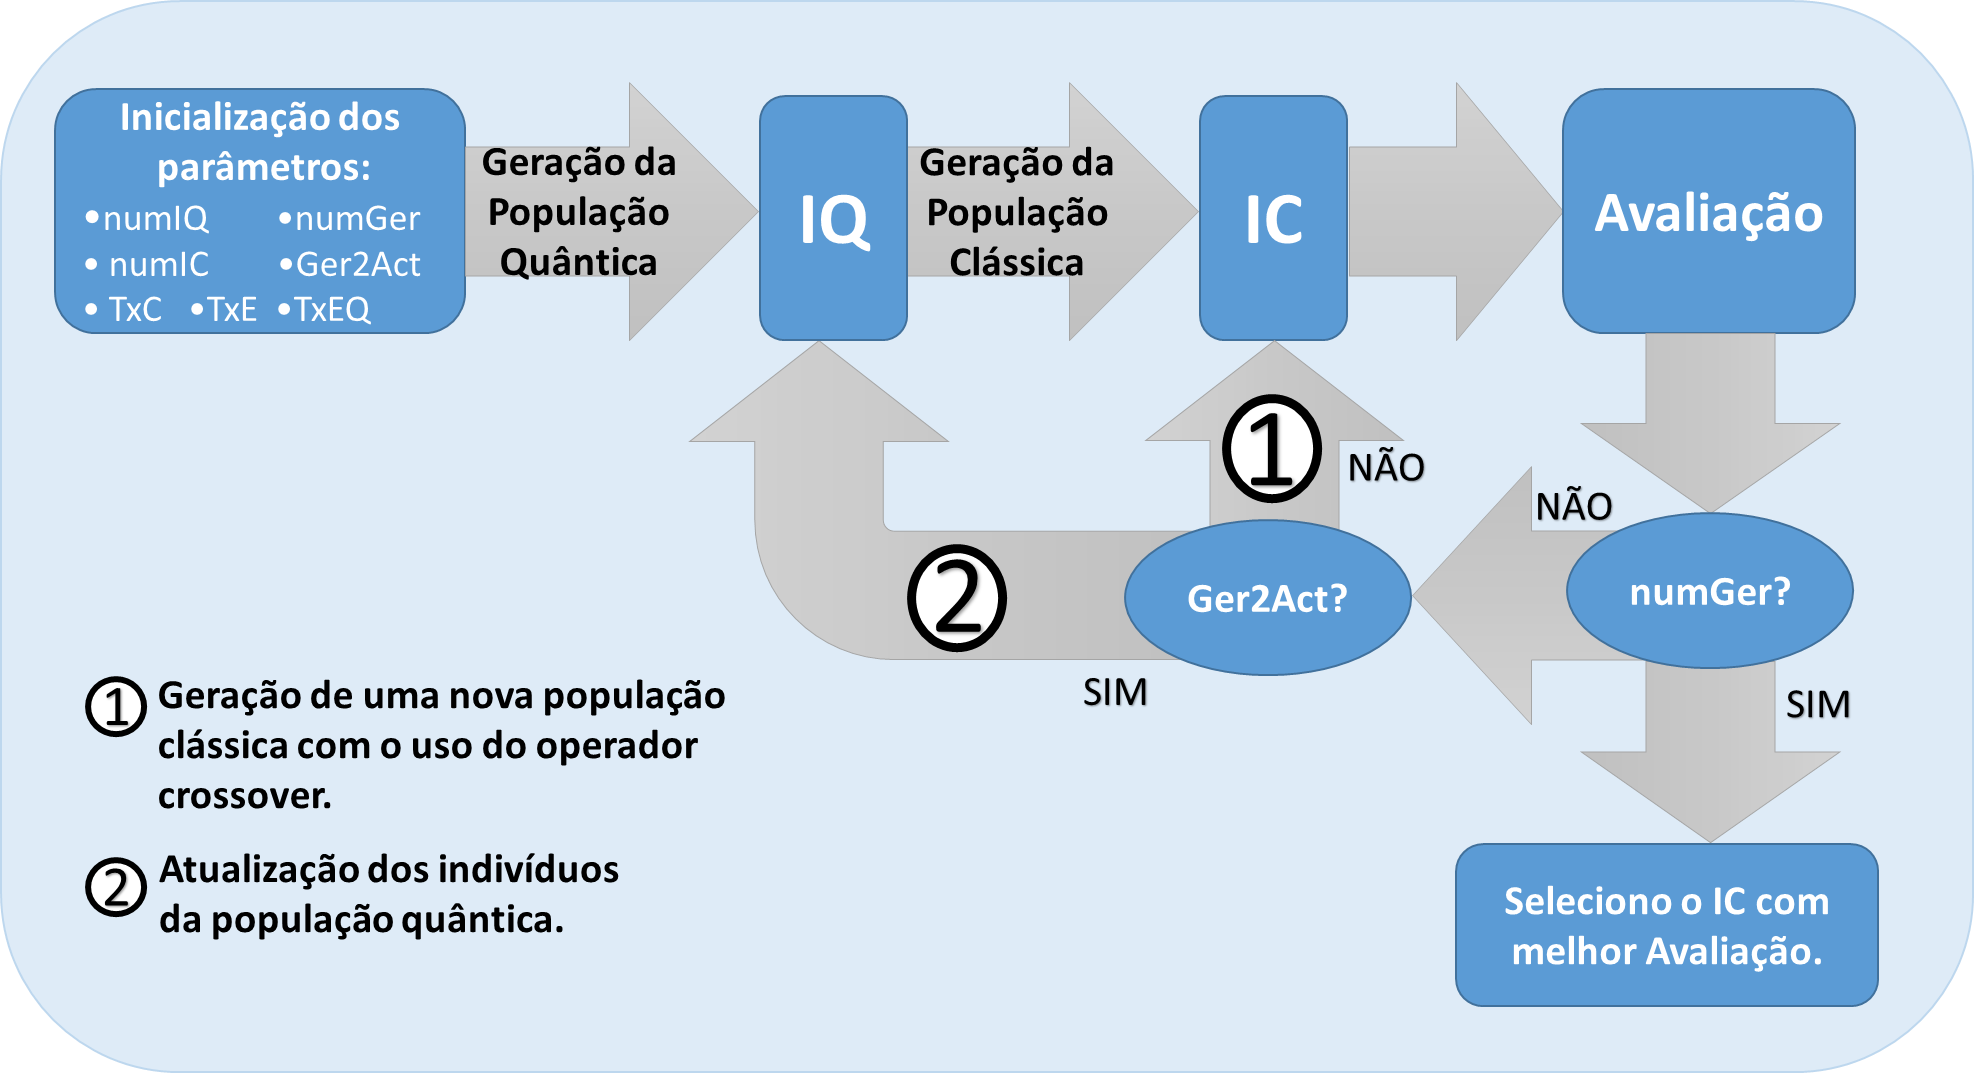 Inicialização dos
parâmetros:
•numIQ •numGer
• numIC •Ger2Act
• TxC •TxE •TxEQ
Geração da
População
Quântica
IQ
Geração da
População
Clássica
IC
Avaliação
1
NÃO
NÃO
2
Ger2Act?
numGer?
SIM
SIM
1 Geração de uma nova população
clássica com o uso do operador
crossover.
2 Atualização dos indivíduos
da população quântica.
Seleciono o IC com
melhor Avaliação.